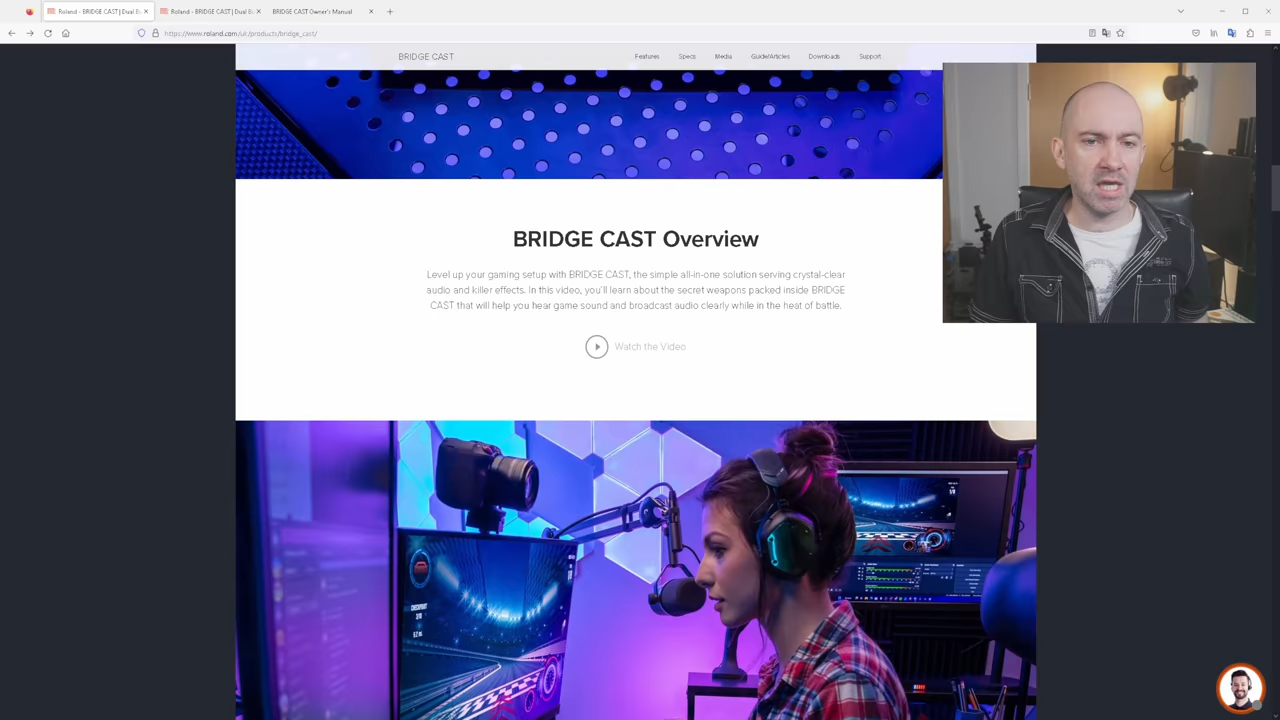 Roland - BRIDGE CAST | Dual B
Roland - BRIDGE CAST | Dual B
BRIDGE CAST Owner's Manual
https://www.roland.com/uk/products/bridge_cast/
BRIDGE CAST
Features
Specs
Media
Guide/Articles
Downloads
Support
BRIDGE CAST Overview
Level up your gaming setup with BRIDGE CAST, the simple all-in-one solution serving crystal-clear
audio and killer effects. In this video, you'll learn about the secret weapons packed inside BRIDGE
CAST that will help you hear game sound and broadcast audio clearly while in the heat of battle.
Watch the Video
CHECKPOINT